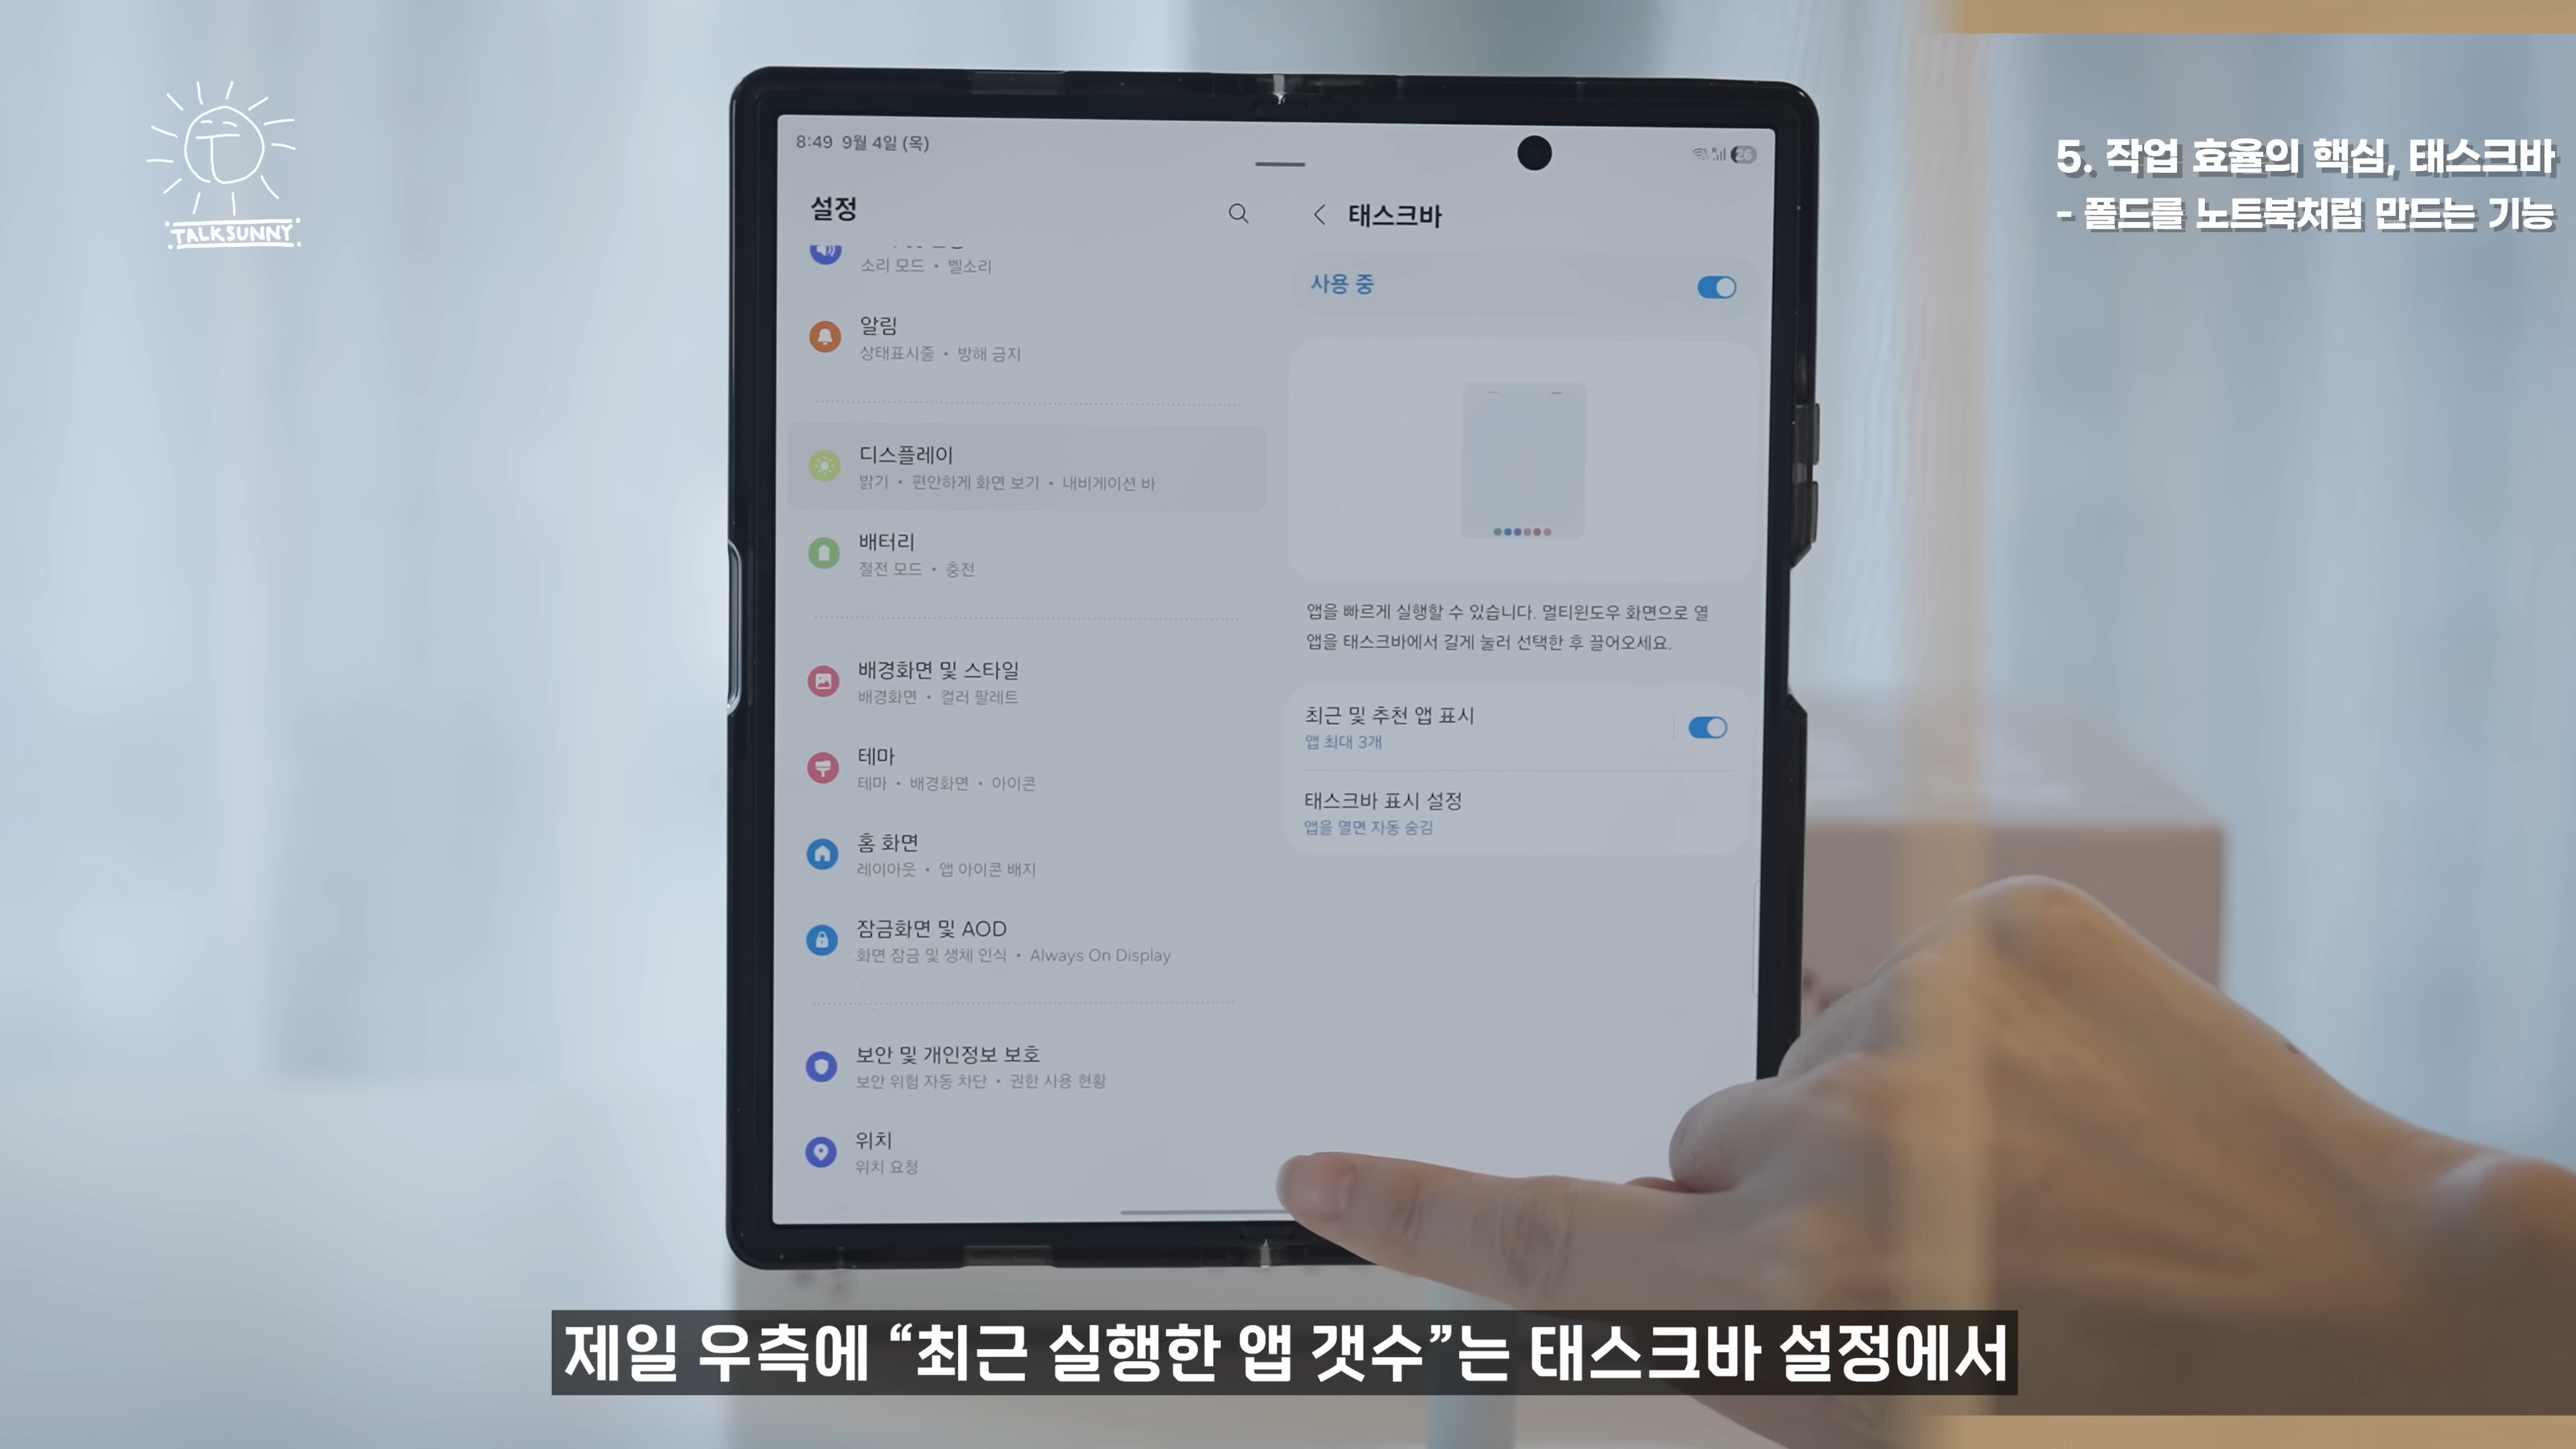 TALKSUNNY
5. 작업 효율의 핵심, 태스크바
- 폴드를 노트북처럼 만드는 기능
8:49 9월 4일 (목)
26
설정
소리 모드 • 벨소리
알림
상태표시줄 • 방해 금지
디스플레이
밝기 • 편안하게 화면 보기 • 내비게이션 바
배터리
절전 모드 • 충전
배경화면 및 스타일
배경화면 • 컬러 팔레트
테마
테마 • 배경화면 • 아이콘
홈 화면
레이아웃 • 앱 아이콘 배지
잠금화면 및 AOD
화면 잠금 및 생체 인식 • Always On Display
보안 및 개인정보 보호
보안 위험 자동 차단 • 권한 사용 현황
위치
위치 요청
태스크바
사용 중
앱을 빠르게 실행할 수 있습니다. 멀티윈도우 화면으로 열
앱을 태스크바에서 길게 눌러 선택한 후 끌어오세요.
최근 및 추천 앱 표시
앱 최대 3개
태스크바 표시 설정
앱을 열면 자동 숨김
제일 우측에 “최근 실행한 앱 갯수”는 태스크바 설정에서